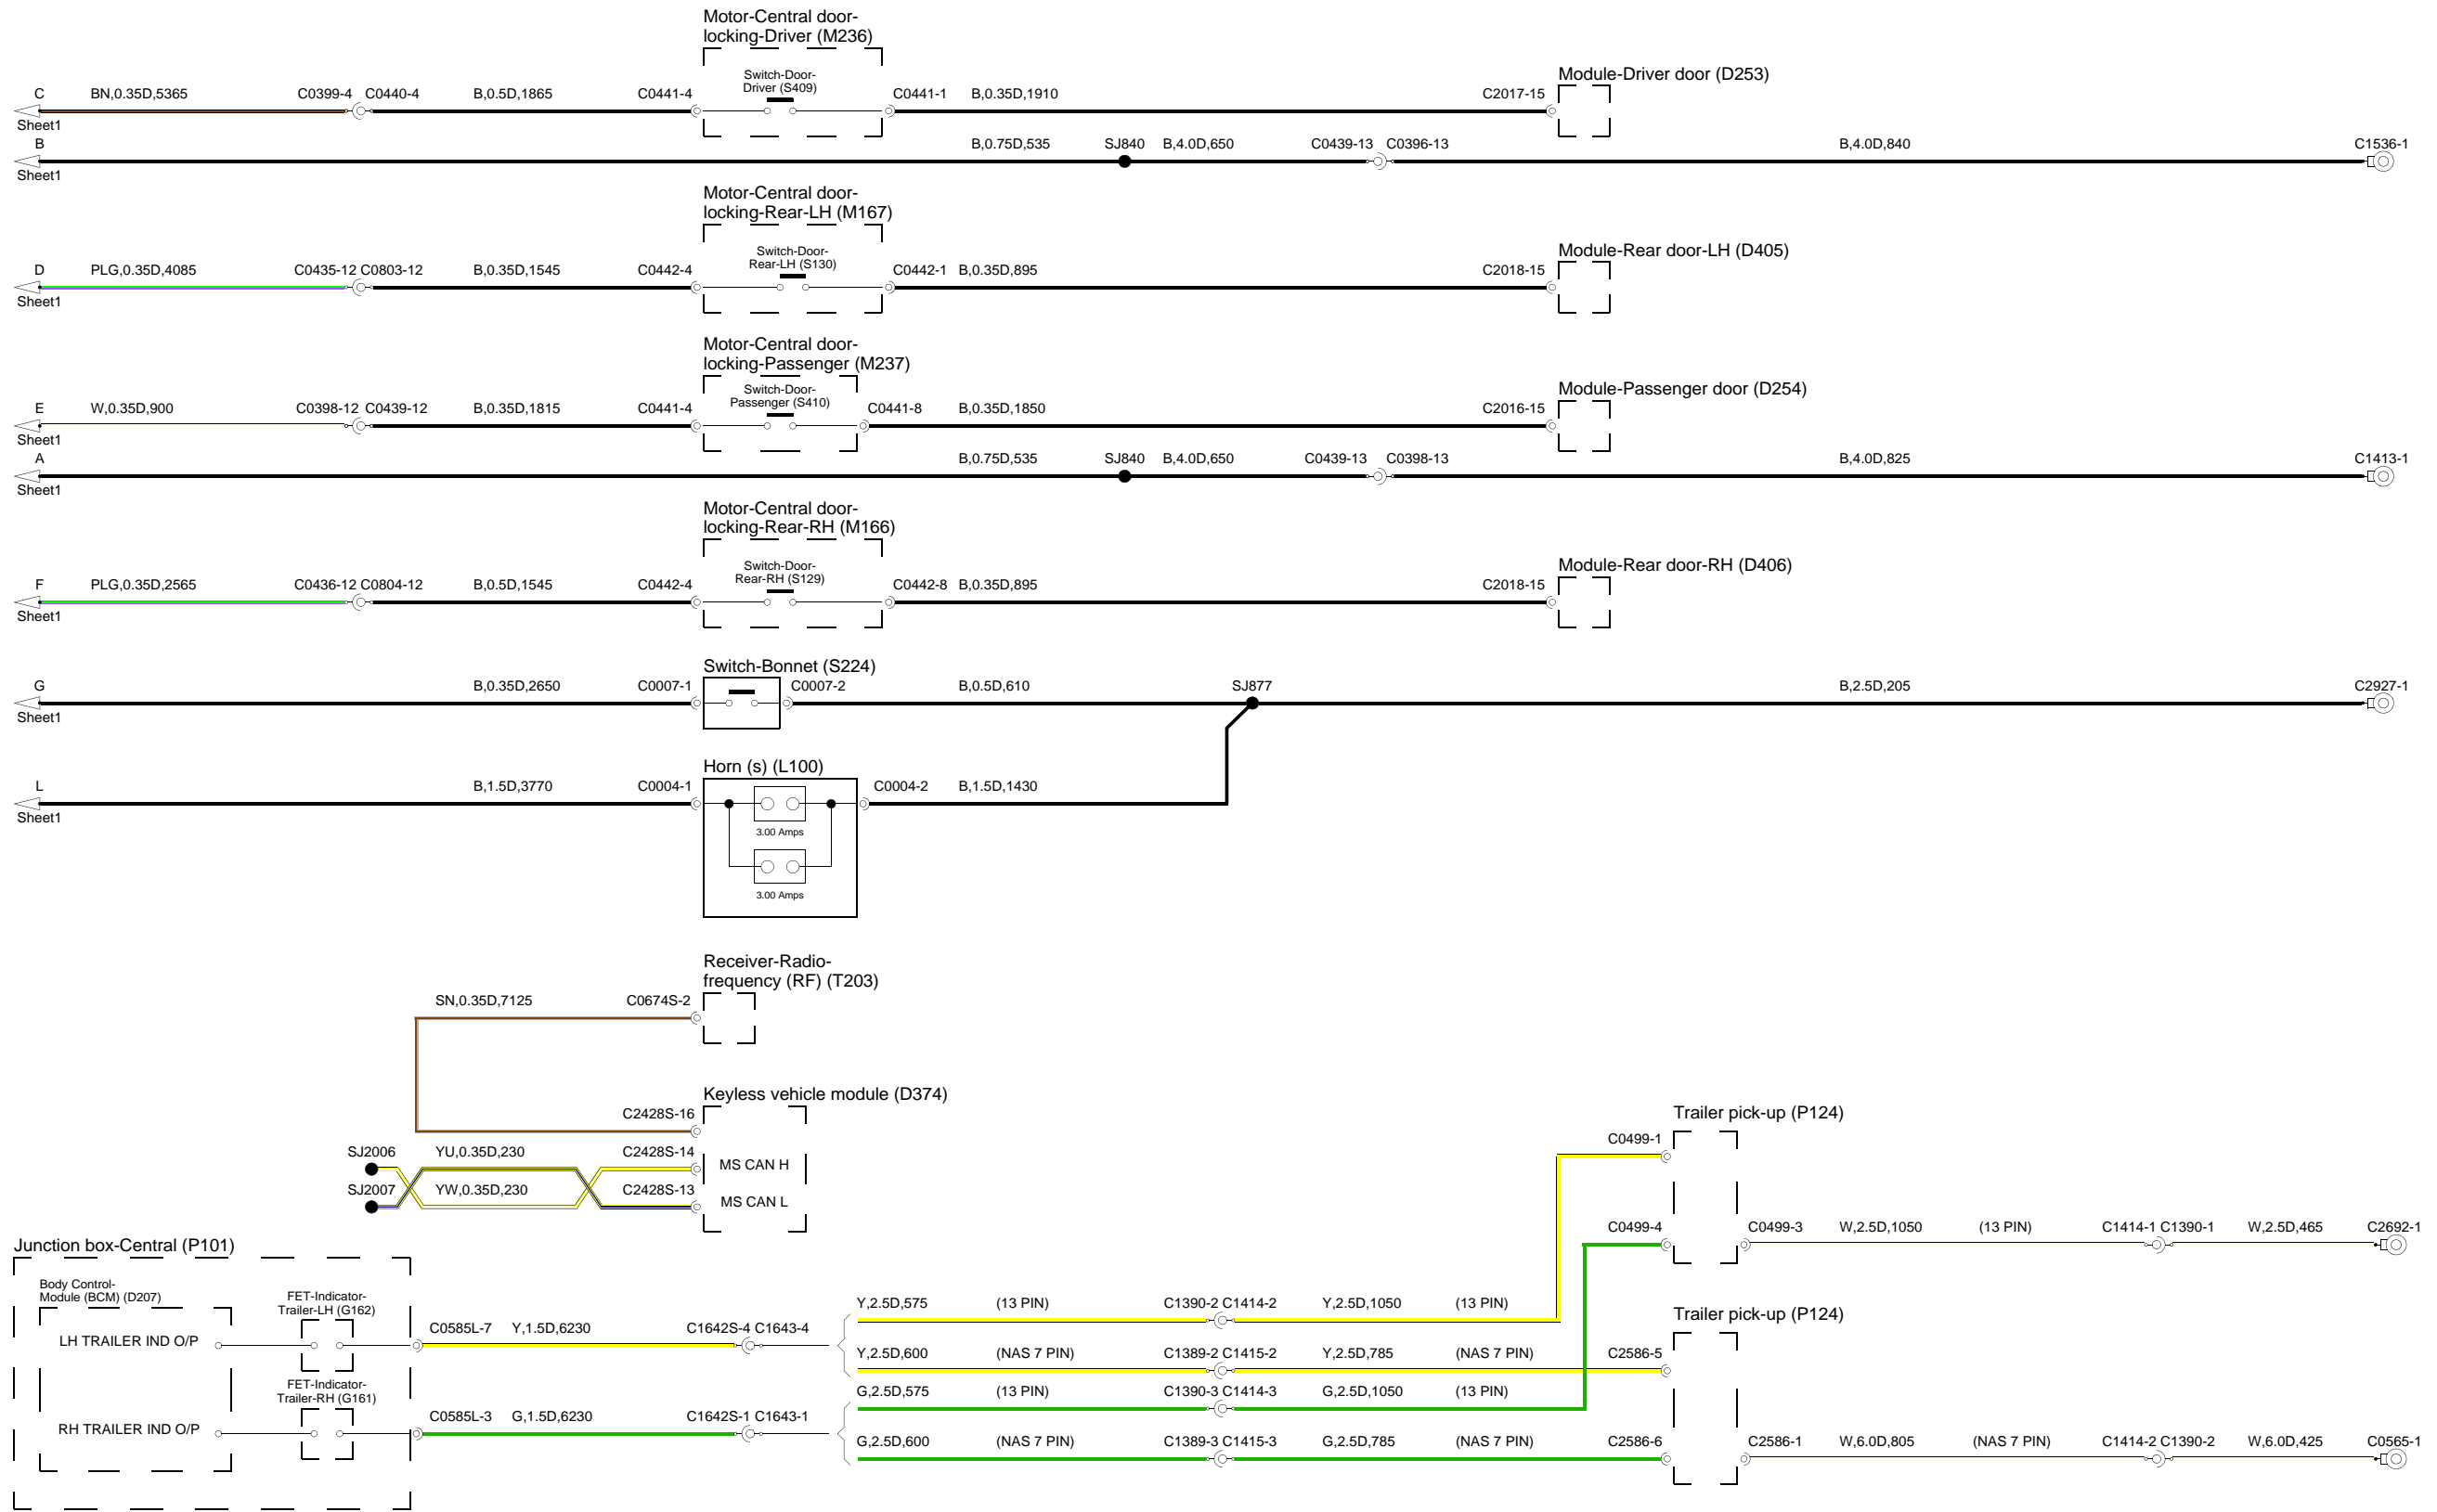 Motor-Central door-
locking-Driver (M236)
Switch-Door-
Driver (S409)
Module-Driver door (D253)
C BN,0.35D,5365 C0399-4 C0440-4 B,0.5D,1865 C0441-4 C0441-1 B,0.35D,1910 C2017-15
Sheet1
B B,0.75D,535 SJ840 B,4.0D,650 C0439-13 C0396-13 B,4.0D,840 C1536-1
Sheet1
Motor-Central door-
locking-Rear-LH (M167)
Switch-Door-
Rear-LH (S130)
Module-Rear door-LH (D405)
D PLG,0.35D,4085 C0435-12 C0803-12 B,0.35D,1545 C0442-4 C0442-1 B,0.35D,895 C2018-15
Sheet1
Motor-Central door-
locking-Passenger (M237)
Switch-Door-
Passenger (S410)
Module-Passenger door (D254)
E W,0.35D,900 C0398-12 C0439-12 B,0.35D,1815 C0441-4 C0441-8 B,0.35D,1850 C2016-15
Sheet1
A B,0.75D,535 SJ840 B,4.0D,650 C0439-13 C0398-13 B,4.0D,825 C1413-1
Sheet1
Motor-Central door-
locking-Rear-RH (M166)
Switch-Door-
Rear-RH (S129)
Module-Rear door-RH (D406)
F PLG,0.35D,2565 C0436-12 C0804-12 B,0.5D,1545 C0442-4 C0442-8 B,0.35D,895 C2018-15
Sheet1
Switch-Bonnet (S224)
G B,0.35D,2650 C0007-1 C0007-2 B,0.5D,610 SJ877 B,2.5D,205 C2927-1
Sheet1
Horn (s) (L100)
L B,1.5D,3770 C0004-1 C0004-2 B,1.5D,1430
Sheet1
3.00 Amps
3.00 Amps
Receiver-Radio-
frequency (RF) (T203)
SN,0.35D,7125 C0674S-2
Keyless vehicle module (D374)
C2428S-16
SJ2006 YU,0.35D,230 C2428S-14 MS CAN H
SJ2007 YW,0.35D,230 C2428S-13 MS CAN L
Trailer pick-up (P124)
C0499-1
C0499-4 C0499-3 W,2.5D,1050 (13 PIN) C1414-1 C1390-1 W,2.5D,465 C2692-1
Junction box-Central (P101)
Body Control-
Module (BCM) (D207)
FET-Indicator-
Trailer-LH (G162)
LH TRAILER IND O/P C0585L-7 Y,1.5D,6230 C1642S-4 C1643-4
Y,2.5D,575 (13 PIN) C1390-2 C1414-2 Y,2.5D,1050 (13 PIN)
Trailer pick-up (P124)
Y,2.5D,600 (NAS 7 PIN) C1389-2 C1415-2 Y,2.5D,785 (NAS 7 PIN) C2586-5
FET-Indicator-
Trailer-RH (G161)
G,2.5D,575 (13 PIN) C1390-3 C1414-3 G,2.5D,1050 (13 PIN)
RH TRAILER IND O/P C0585L-3 G,1.5D,6230 C1642S-1 C1643-1
G,2.5D,600 (NAS 7 PIN) C1389-3 C1415-3 G,2.5D,785 (NAS 7 PIN) C2586-6 C2586-1 W,6.0D,805 (NAS 7 PIN) C1414-2 C1390-2 W,6.0D,425 C0565-1